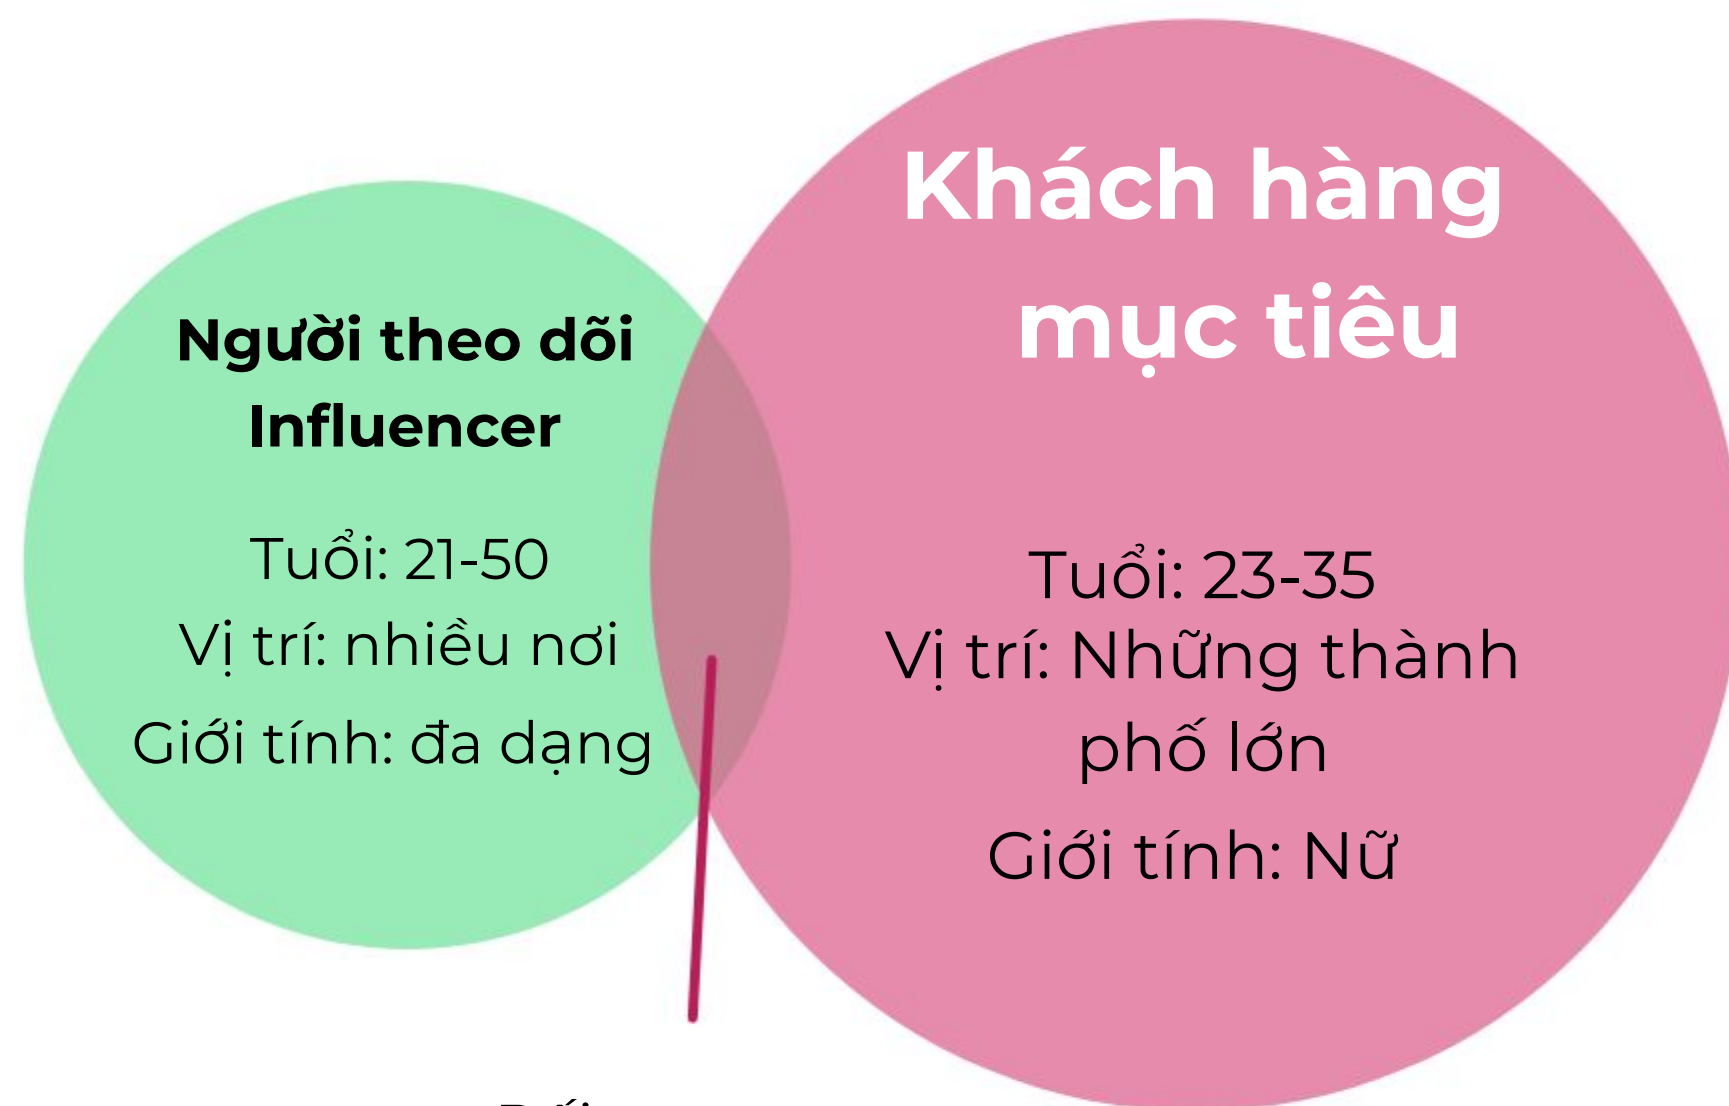 Người theo dõi
Influencer
Tuổi: 21-50
Vị trí: nhiều nơi
Giới tính: đa dạng
Khách hàng
mục tiêu
Tuổi: 23-35
Vị trí: Những thành
phố lớn
Giới tính: Nữ